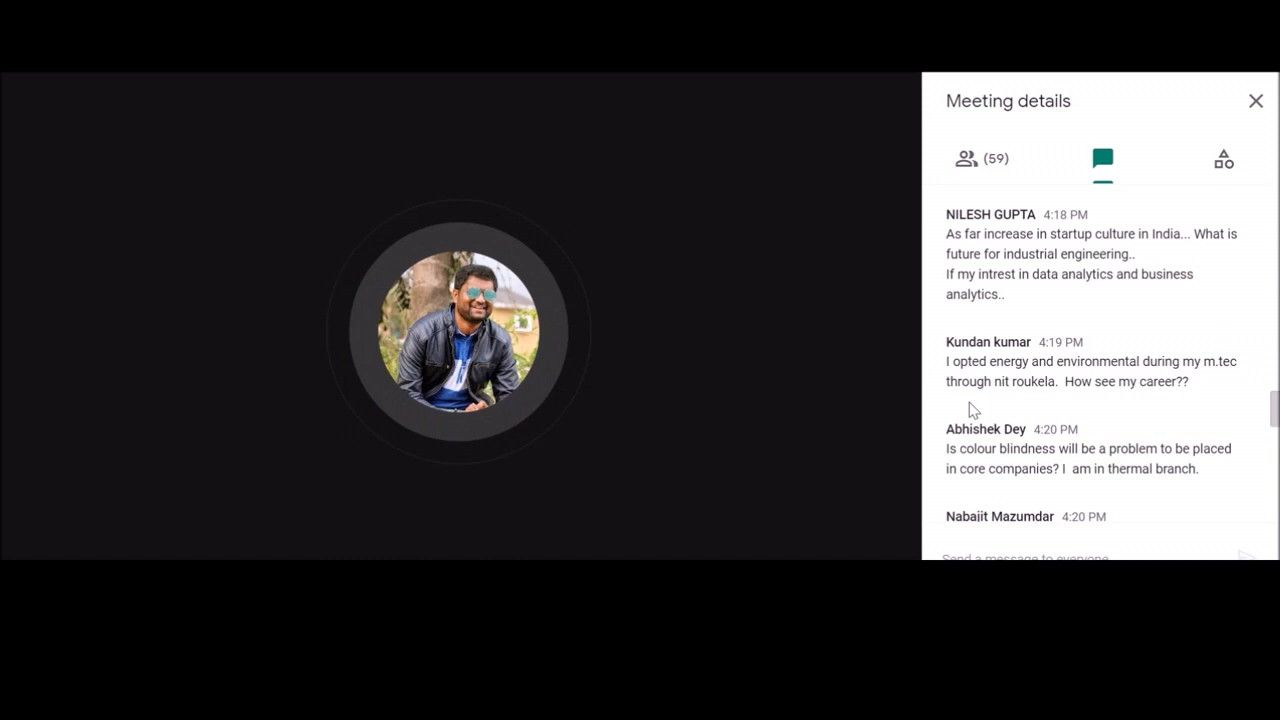 Meeting details
(59)
NILESH GUPTA 4:18 PM
As far increase in startup culture in India... What is
future for industrial engineering..
If my intrest in data analytics and business
analytics..
Kundan kumar 4:19 PM
I opted energy and environmental during my m.tec
through nit roukela. How see my career??
Abhishek Dey 4:20 PM
Is colour blindness will be a problem to be placed
in core companies? I am in thermal branch.
Nabajit Mazumdar 4:20 PM
Send a message to everyone